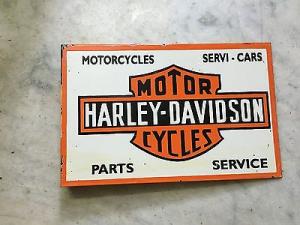 MOTORCYCLES SERVI - CARS
MOTOR
HARLEY-DAVIDSON
CYCLES
PARTS SERVICE